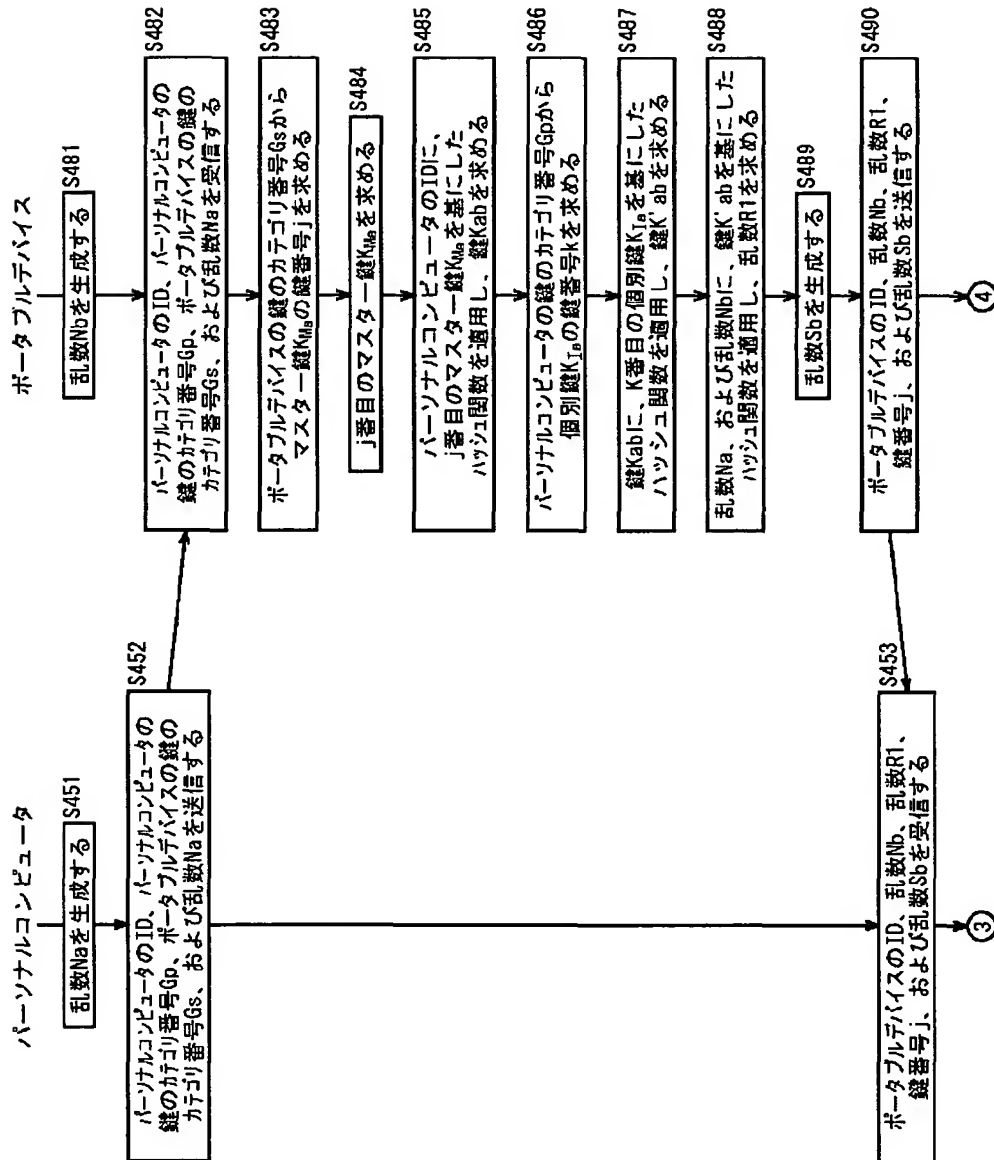 パーソナルコンピュータ
乱数Naを生成する
S451
S452
パーソナルコンピュータのID、パーソナルコンピュータの
鍵のカテゴリ番号Gp、ポータブルデバイスの鍵の
カテゴリ番号Gs、および乱数Naを送信する
S453
ポータブルデバイスのID、乱数Nb、乱数R1、
鍵番号j、および乱数Sbを受信する
③
ポータブルデバイス
乱数Nbを生成する
S481
S482
パーソナルコンピュータのID、パーソナルコンピュータの
鍵のカテゴリ番号Gp、ポータブルデバイスの鍵の
カテゴリ番号Gs、および乱数Naを受信する
S483
ポータブルデバイスの鍵のカテゴリ番号Gsから
マスター鍵KMaの鍵番号jを求める
S484
j番目のマスター鍵KMaを求める
S485
パーソナルコンピュータのIDに、
j番目のマスター鍵KMaを基にした
ハッシュ関数を適用し、鍵Kabを求める
S486
パーソナルコンピュータの鍵のカテゴリ番号Gpから
個別鍵KIaの鍵番号kを求める
S487
鍵Kabに、K番目の個別鍵KIaを基にした
ハッシュ関数を適用し、鍵K'abを求める
S488
乱数Na、および乱数Nbに、鍵K'abを基にした
ハッシュ関数を適用し、乱数R1を求める
S489
乱数Sbを生成する
S490
ポータブルデバイスのID、乱数Nb、乱数R1、
鍵番号j、および乱数Sbを送信する
④